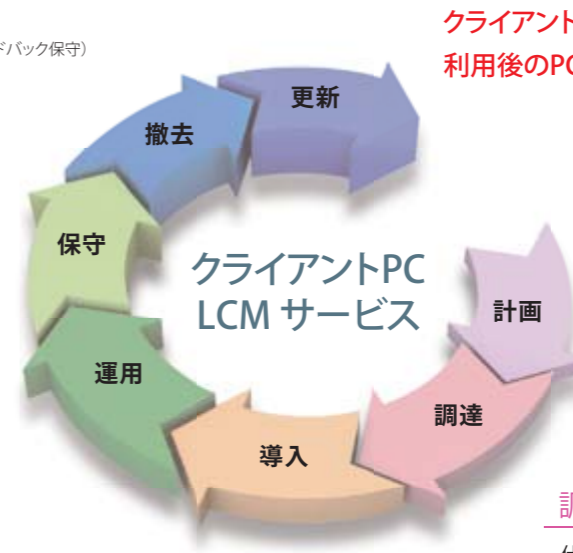 クライアント
利用後のPC
ドバック保守）
更新
撤去
保守
クライアントPC
LCM サービス
計画
運用
調達
導入